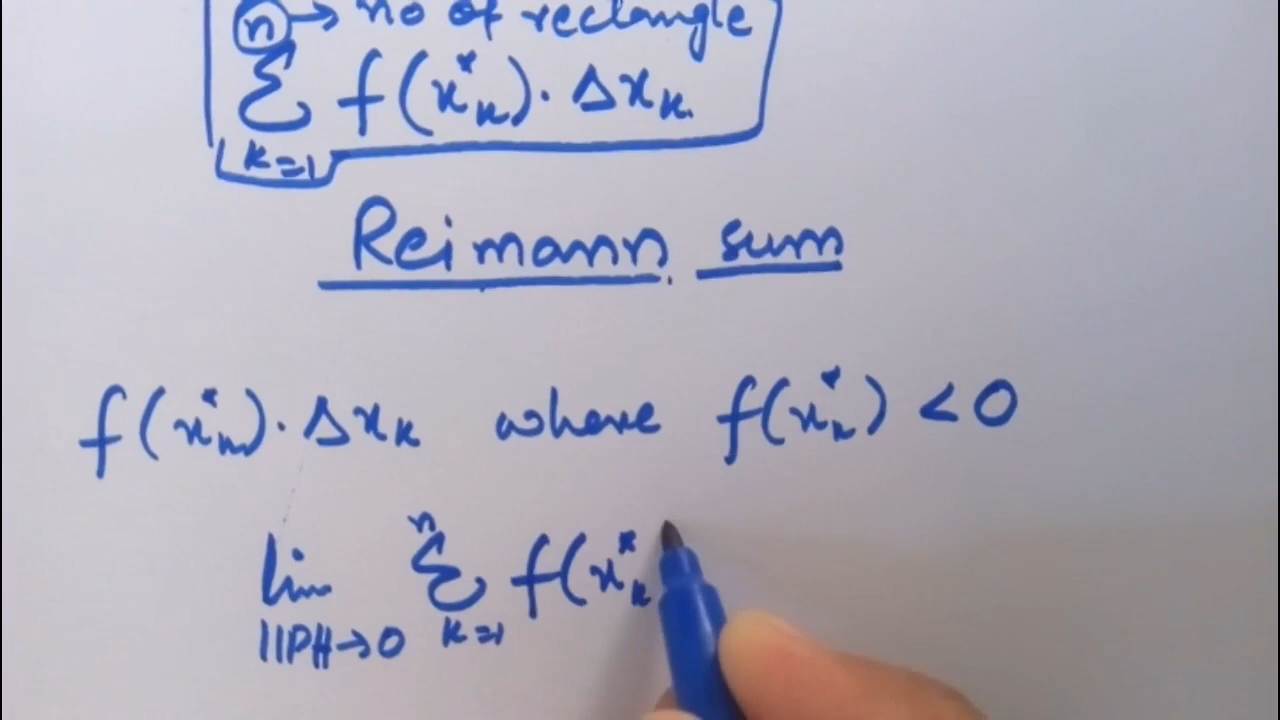 n → no of rectangle
Σ f(x*k) · Δxk
k=1
Reimann sum
f(x*k) · Δxk where f(x*k) < 0
n
lim Σ f(x*k
||P||→0 k=1